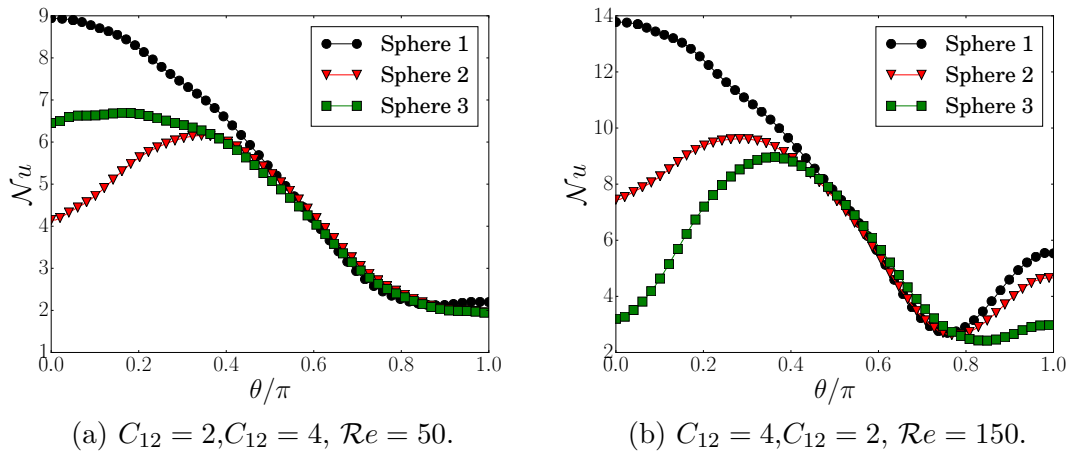 9
8
7
6
5
4
3
2
1
0.0 0.2 0.4 0.6 0.8 1.0
𝒩u
θ/π
Sphere 1
Sphere 2
Sphere 3
(a) C₁₂ = 2,C₁₂ = 4, ℛe = 50.
14
12
10
8
6
4
2
0.0 0.2 0.4 0.6 0.8 1.0
𝒩u
θ/π
Sphere 1
Sphere 2
Sphere 3
(b) C₁₂ = 4,C₁₂ = 2, ℛe = 150.